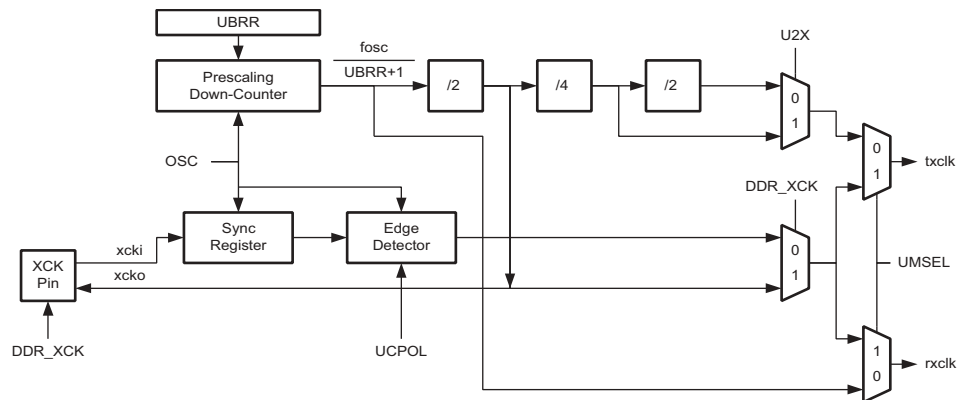 UBRR
fosc
U2X
Prescaling
Down-Counter
UBRR+1
/2
/4
/2
0
1
OSC
0
1
txclk
DDR_XCK
Sync
Register
Edge
Detector
xcki
0
1
XCK
Pin
xcko
UMSEL
DDR_XCK
UCPOL
1
0
rxclk